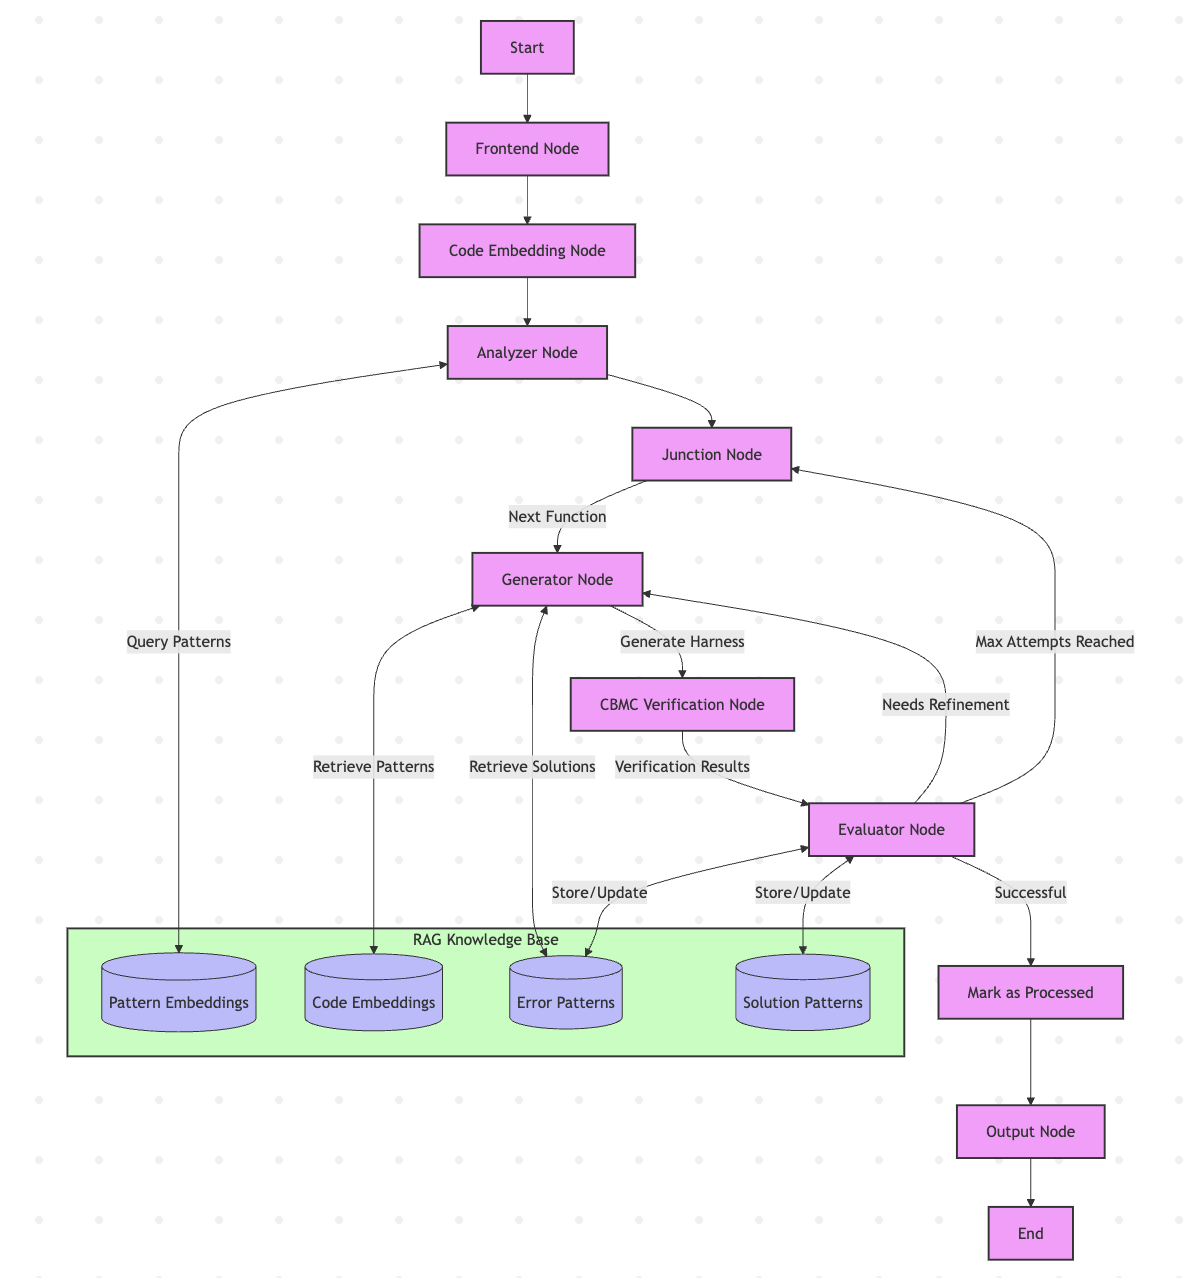 Start
Frontend Node
Code Embedding Node
Analyzer Node
Junction Node
Next Function
Generator Node
Query Patterns
Generate Harness
Max Attempts Reached
CBMC Verification Node
Needs Refinement
Retrieve Patterns
Retrieve Solutions
Verification Results
Evaluator Node
Store/Update
Store/Update
Successful
RAG Knowledge Base
Pattern Embeddings
Code Embeddings
Error Patterns
Solution Patterns
Mark as Processed
Output Node
End